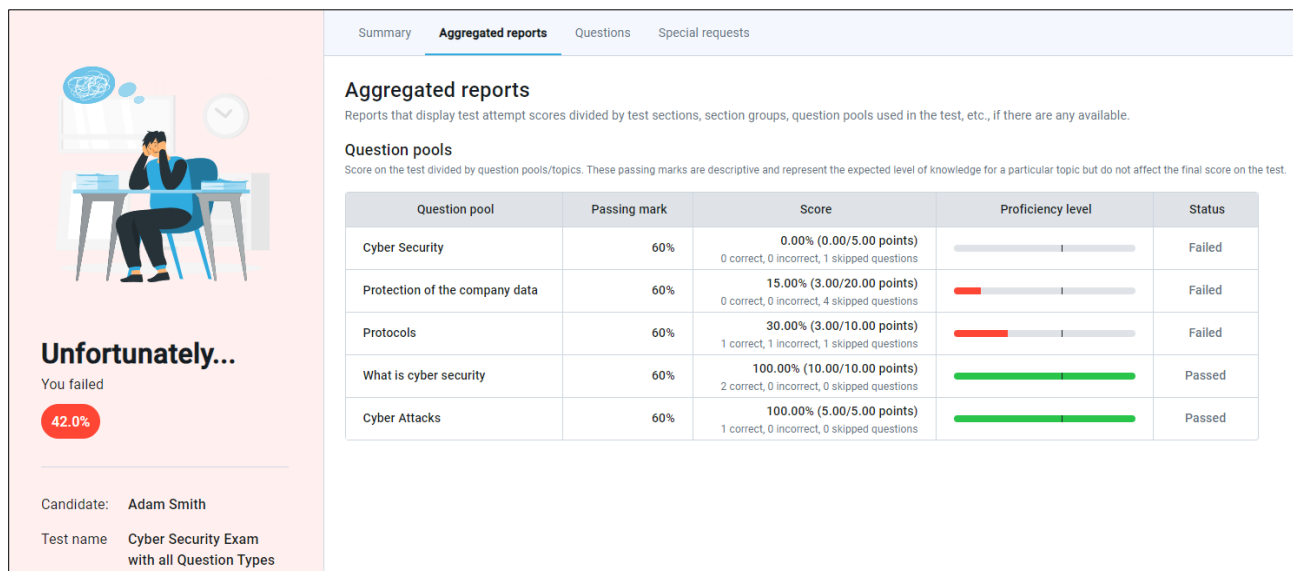 Summary Aggregated reports Questions Special requests
Aggregated reports
Reports that display test attempt scores divided by test sections, section groups, question pools used in the test, etc., if there are any available.
Question pools
Score on the test divided by question pools/topics. These passing marks are descriptive and represent the expected level of knowledge for a particular topic but do not affect the final score on the test.
Question pool Passing mark Score Proficiency level Status
Cyber Security 60% 0.00% (0.00/5.00 points) Failed
0 correct, 0 incorrect, 1 skipped questions
Protection of the company data 60% 15.00% (3.00/20.00 points) Failed
0 correct, 0 incorrect, 4 skipped questions
Protocols 60% 30.00% (3.00/10.00 points) Failed
1 correct, 1 incorrect, 1 skipped questions
What is cyber security 60% 100.00% (10.00/10.00 points) Passed
2 correct, 0 incorrect, 0 skipped questions
Cyber Attacks 60% 100.00% (5.00/5.00 points) Passed
1 correct, 0 incorrect, 0 skipped questions
Unfortunately...
You failed
42.0%
Candidate: Adam Smith
Test name Cyber Security Exam
with all Question Types